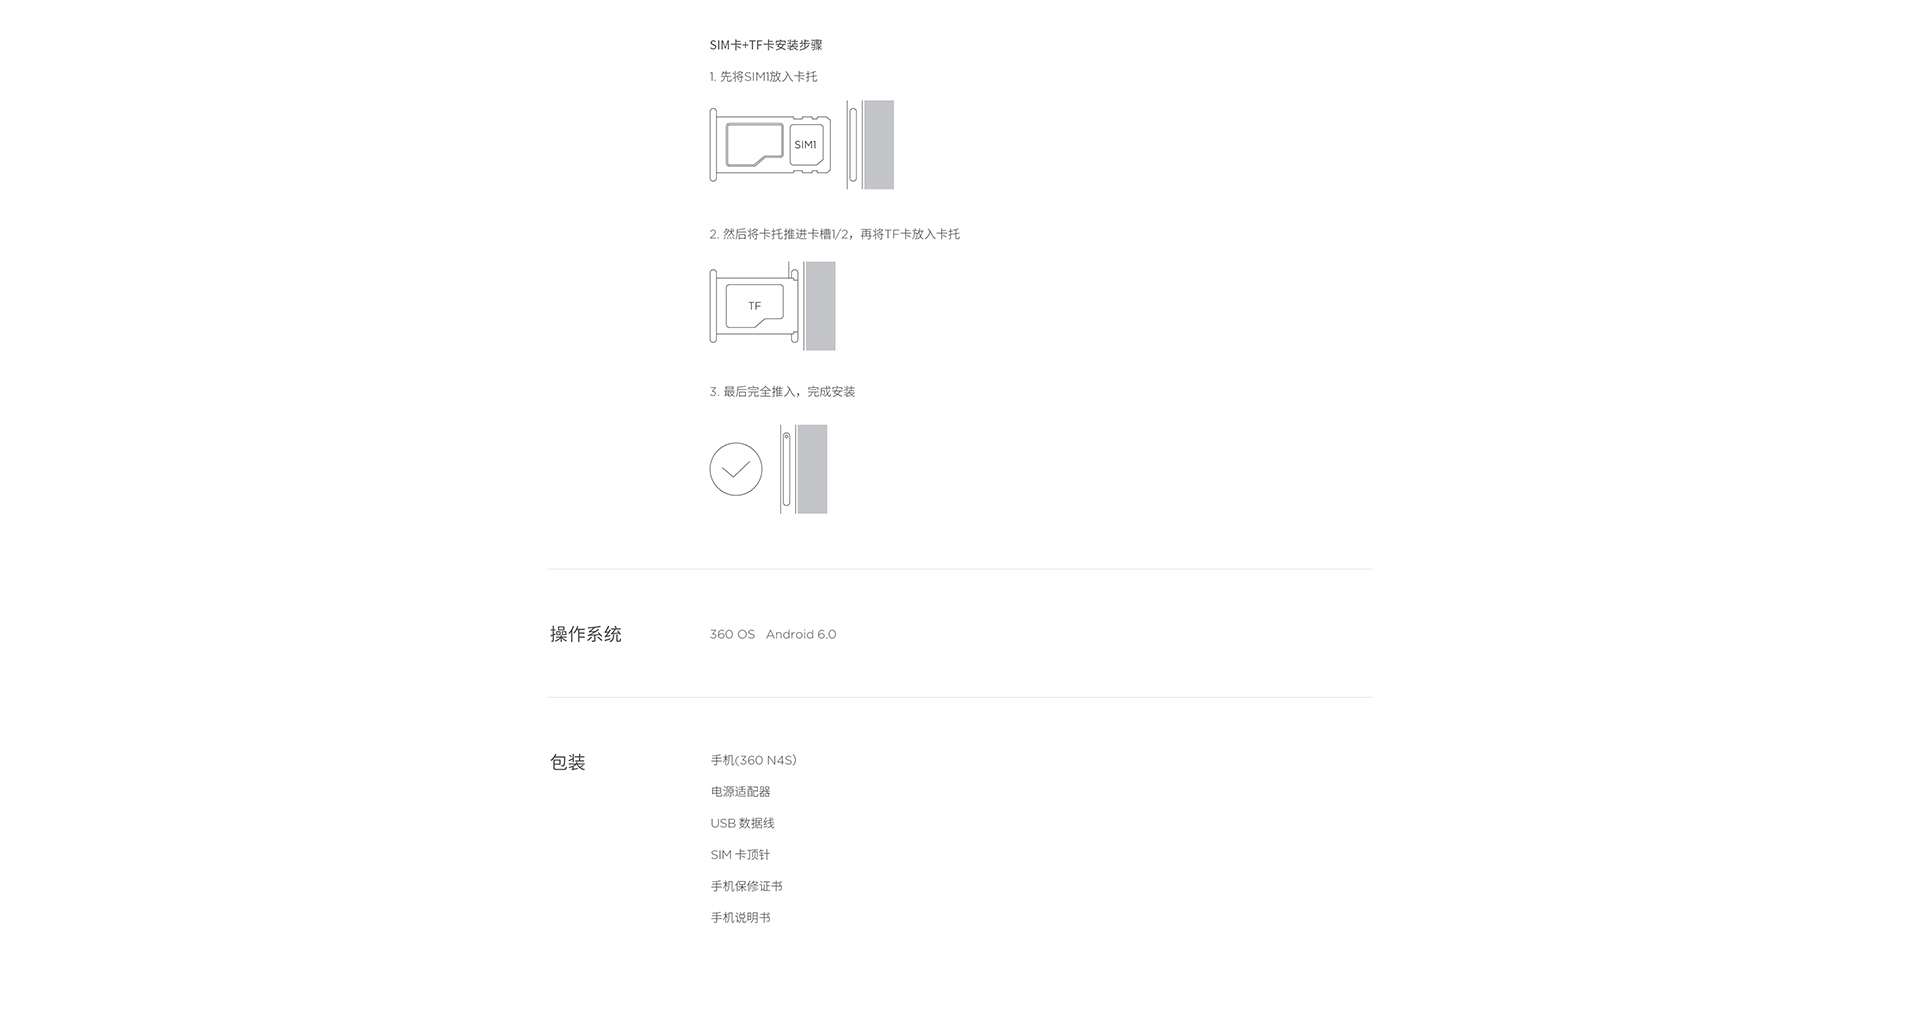 SIM卡+TF卡安装步骤
1. 先将SIM1放入卡托
SIM1
2. 然后将卡托推进卡槽1/2，再将TF卡放入卡托
TF
3. 最后完全推入，完成安装
操作系统
360 OS   Android 6.0
包装
手机(360 N4S）
电源适配器
USB 数据线
SIM 卡顶针
手机保修证书
手机说明书